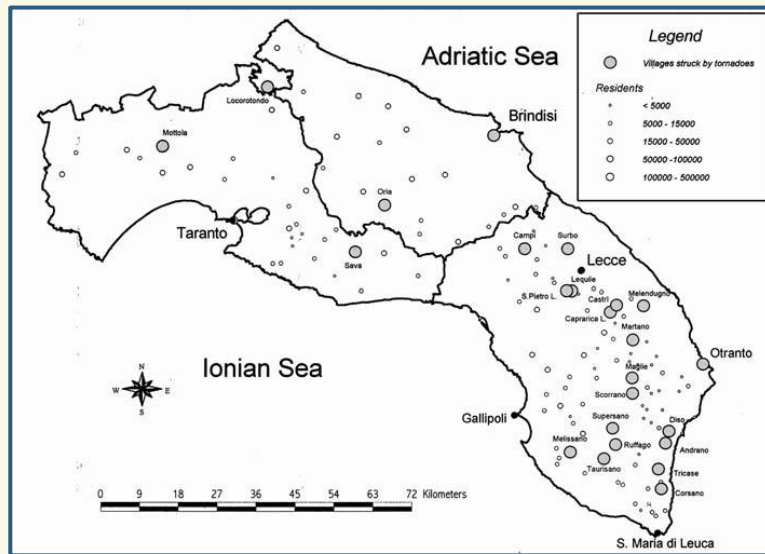 Adriatic Sea
Legend
Villages struck by tornadoes
Residents
< 5000
5000 - 15000
15000 - 50000
50000 -100000
100000 - 500000
Locorotondo
Brindisi
Mottola
Oria
Taranto
Sava
Campi
Surbo
Lecce
Lequile
S.Pietro L.
Castrì
Melendugno
Caprarica L.
Martano
Otranto
Ionian Sea
Maglie
Scorrano
N
W
E
S
Gallipoli
Supersano
Diso
Melissano
Ruffago
Andrano
Taurisano
Tricase
Corsano
0 9 18 27 36 45 54 63 72 Kilometers
S. Maria di Leuca